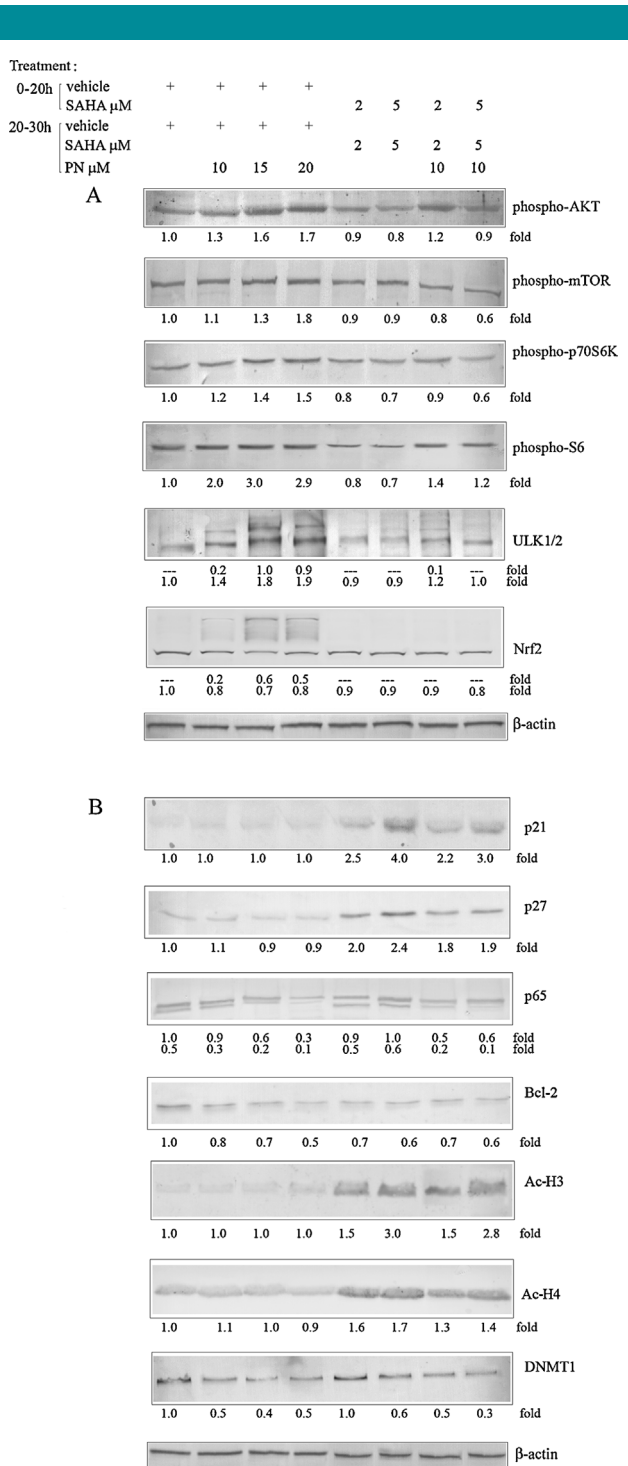 Treatment :
0-20h vehicle + + + +
SAHA μM 2 5 2 5
20-30h vehicle + + + +
SAHA μM 2 5 2 5
PN μM 10 15 20 10 10
A
phospho-AKT
1.0 1.3 1.6 1.7 0.9 0.8 1.2 0.9 fold
phospho-mTOR
1.0 1.1 1.3 1.8 0.9 0.9 0.8 0.6 fold
phospho-p70S6K
1.0 1.2 1.4 1.5 0.8 0.7 0.9 0.6 fold
phospho-S6
1.0 2.0 3.0 2.9 0.8 0.7 1.4 1.2 fold
ULK1/2
--- 0.2 1.0 0.9 --- --- 0.1 --- fold
1.0 1.4 1.8 1.9 0.9 0.9 1.2 1.0 fold
Nrf2
--- 0.2 0.6 0.5 --- --- --- --- fold
1.0 0.8 0.7 0.8 0.9 0.9 0.9 0.8 fold
β-actin
B
p21
1.0 1.0 1.0 1.0 2.5 4.0 2.2 3.0 fold
p27
1.0 1.1 0.9 0.9 2.0 2.4 1.8 1.9 fold
p65
1.0 0.9 0.6 0.3 0.9 1.0 0.5 0.6 fold
0.5 0.3 0.2 0.1 0.5 0.6 0.2 0.1 fold
Bcl-2
1.0 0.8 0.7 0.5 0.7 0.6 0.7 0.6 fold
Ac-H3
1.0 1.0 1.0 1.0 1.5 3.0 1.5 2.8 fold
Ac-H4
1.0 1.1 1.0 0.9 1.6 1.7 1.3 1.4 fold
DNMT1
1.0 0.5 0.4 0.5 1.0 0.6 0.5 0.3 fold
β-actin